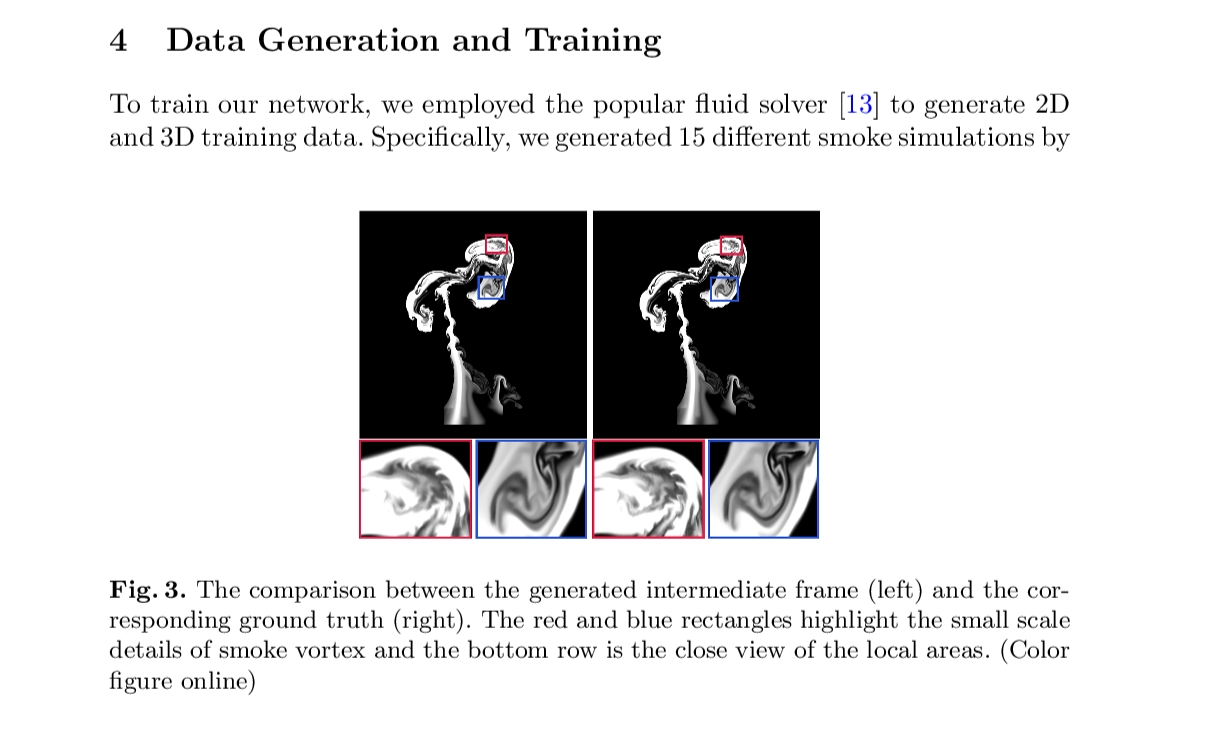 4 Data Generation and Training
To train our network, we employed the popular fluid solver [13] to generate 2D
and 3D training data. Specifically, we generated 15 different smoke simulations by
Fig. 3. The comparison between the generated intermediate frame (left) and the cor-
responding ground truth (right). The red and blue rectangles highlight the small scale
details of smoke vortex and the bottom row is the close view of the local areas. (Color
figure online)